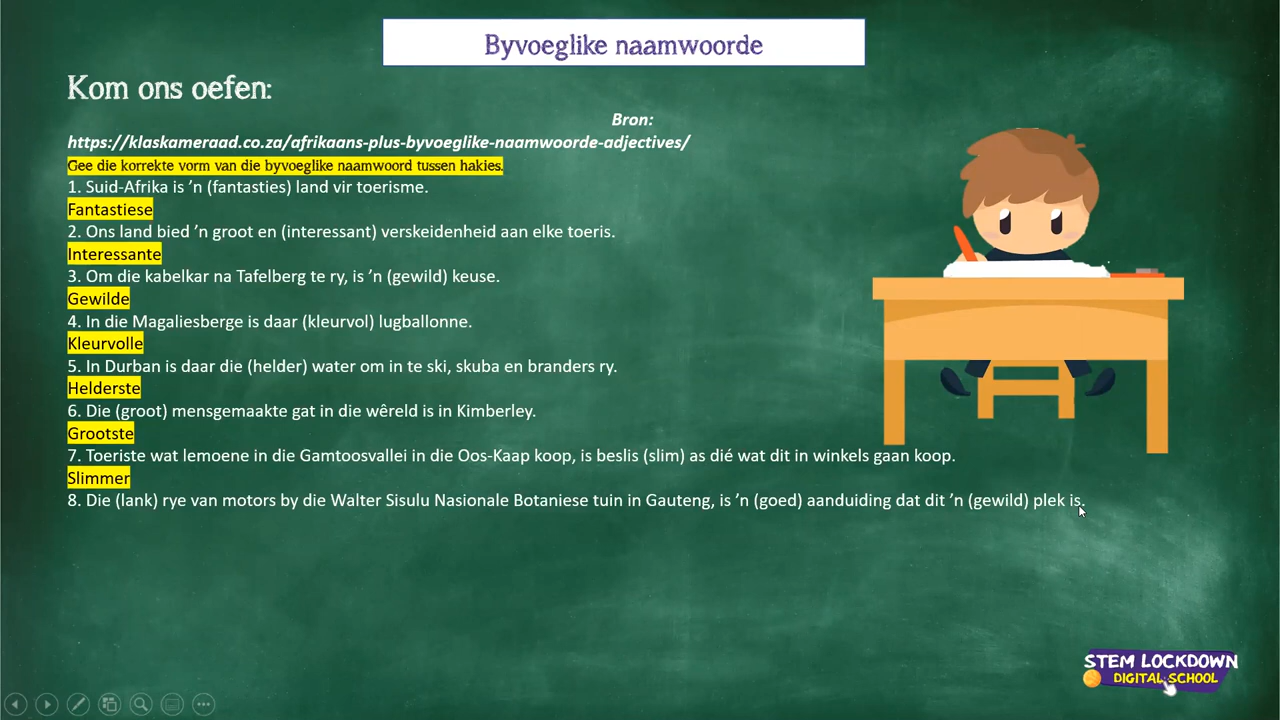 Byvoeglike naamwoorde
Kom ons oefen:
Bron:
https://klaskameraad.co.za/afrikaans-plus-byvoeglike-naamwoorde-adjectives/
Gee die korrekte vorm van die byvoeglike naamwoord tussen hakies.
1. Suid-Afrika is ’n (fantasties) land vir toerisme.
Fantastiese
2. Ons land bied ’n groot en (interessant) verskeidenheid aan elke toeris.
Interessante
3. Om die kabelkar na Tafelberg te ry, is ’n (gewild) keuse.
Gewilde
4. In die Magaliesberge is daar (kleurvol) lugballonne.
Kleurvolle
5. In Durban is daar die (helder) water om in te ski, skuba en branders ry.
Helderste
6. Die (groot) mensgemaakte gat in die wêreld is in Kimberley.
Grootste
7. Toeriste wat lemoene in die Gamtoosvallei in die Oos-Kaap koop, is beslis (slim) as dié wat dit in winkels gaan koop.
Slimmer
8. Die (lank) rye van motors by die Walter Sisulu Nasionale Botaniese tuin in Gauteng, is ’n (goed) aanduiding dat dit ’n (gewild) plek is.
STEM LOCKDOWN
DIGITAL SCHOOL